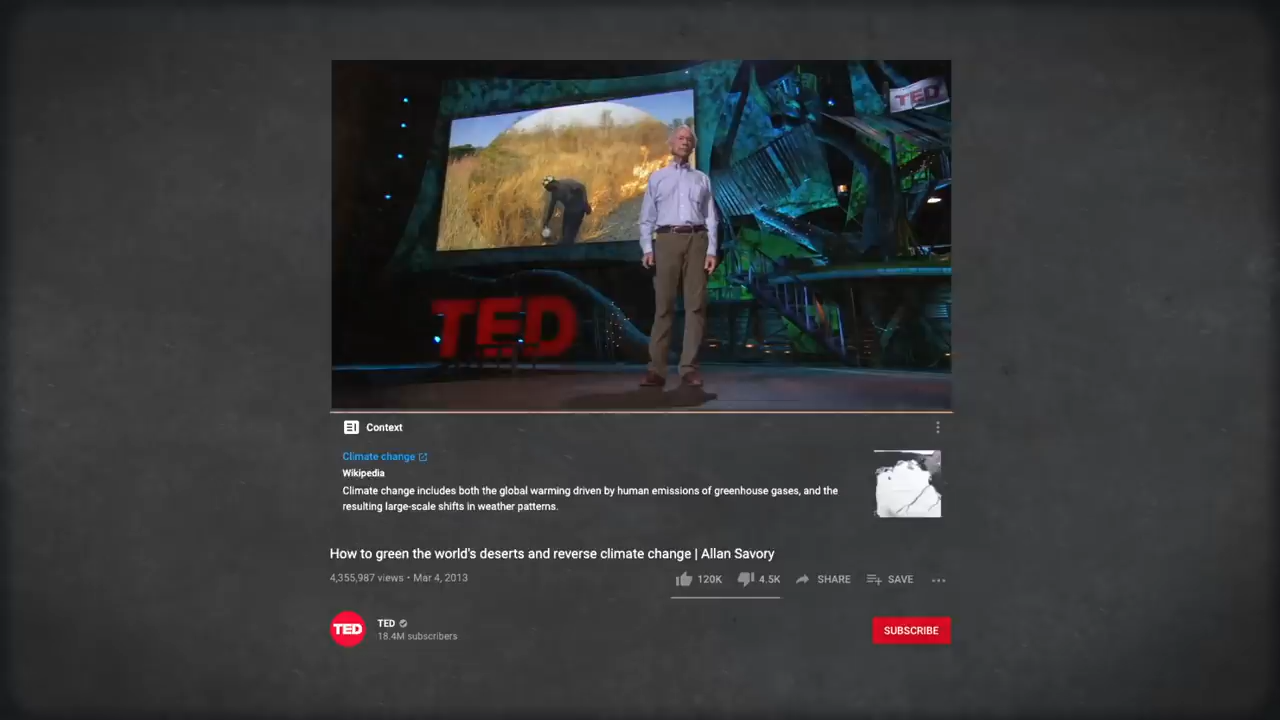 TED
TED
Context
Climate change
Wikipedia
Climate change includes both the global warming driven by human emissions of greenhouse gases, and the
resulting large-scale shifts in weather patterns.
How to green the world's deserts and reverse climate change | Allan Savory
4,355,987 views • Mar 4, 2013
120K 4.5K SHARE SAVE
TED TED
18.4M subscribers
SUBSCRIBE